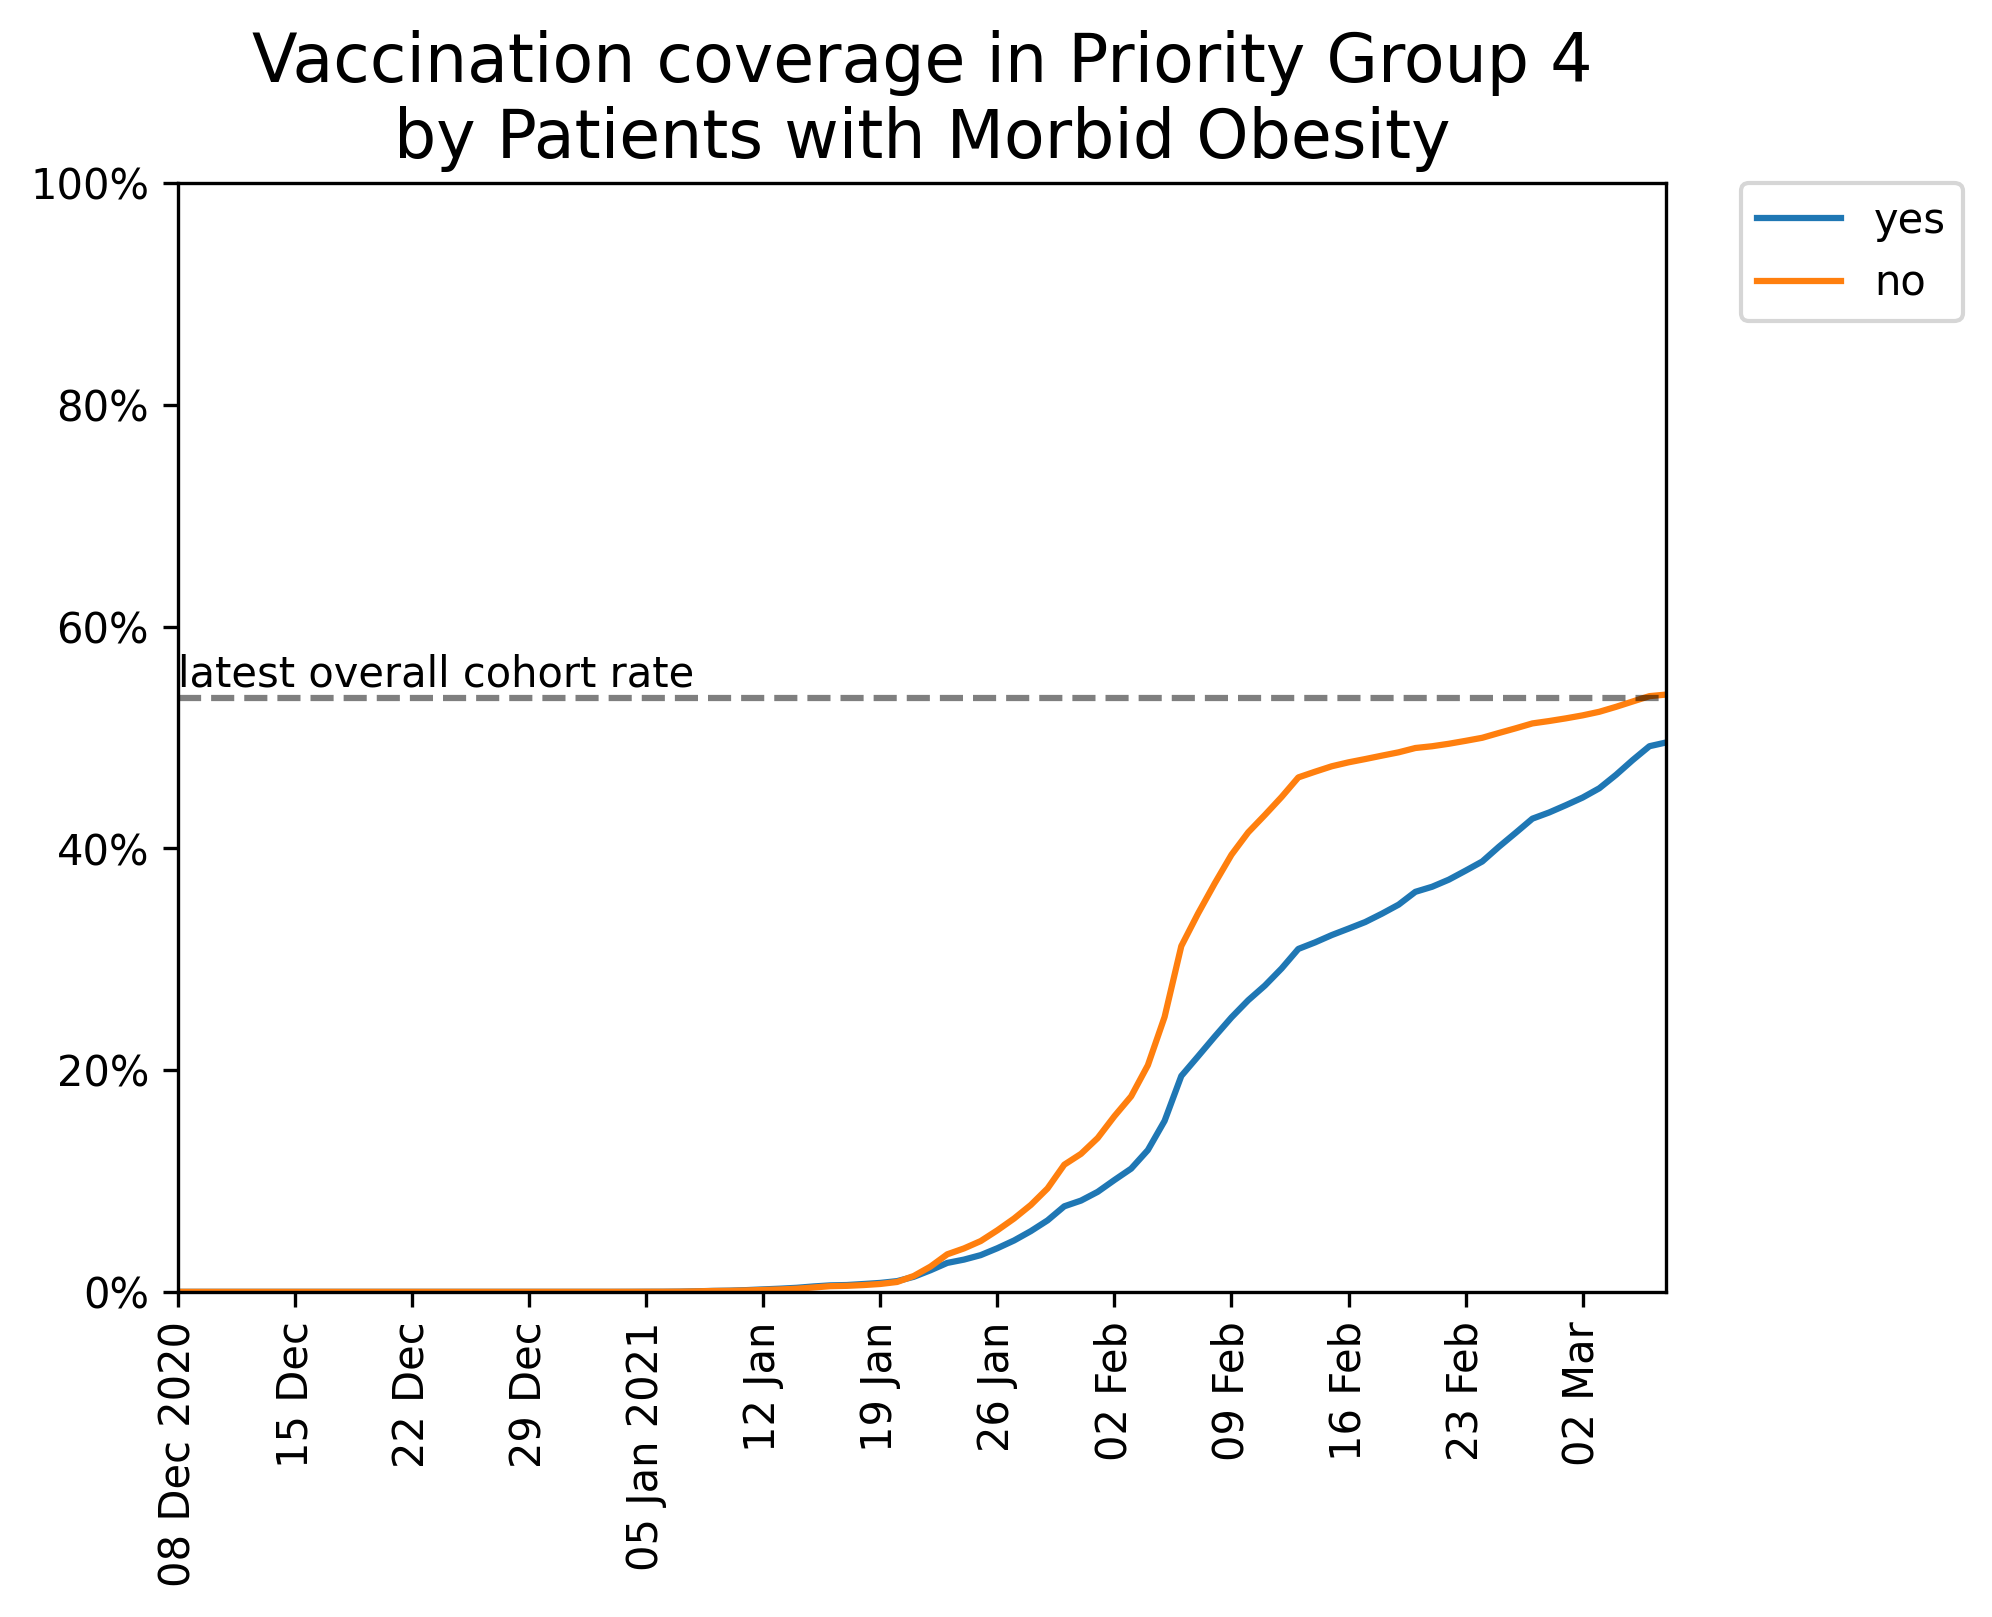 Vaccination coverage in Priority Group 4
by Patients with Morbid Obesity
100%
80%
60%
40%
20%
0%
latest overall cohort rate
yes
no
08 Dec 2020
15 Dec
22 Dec
29 Dec
05 Jan 2021
12 Jan
19 Jan
26 Jan
02 Feb
09 Feb
16 Feb
23 Feb
02 Mar